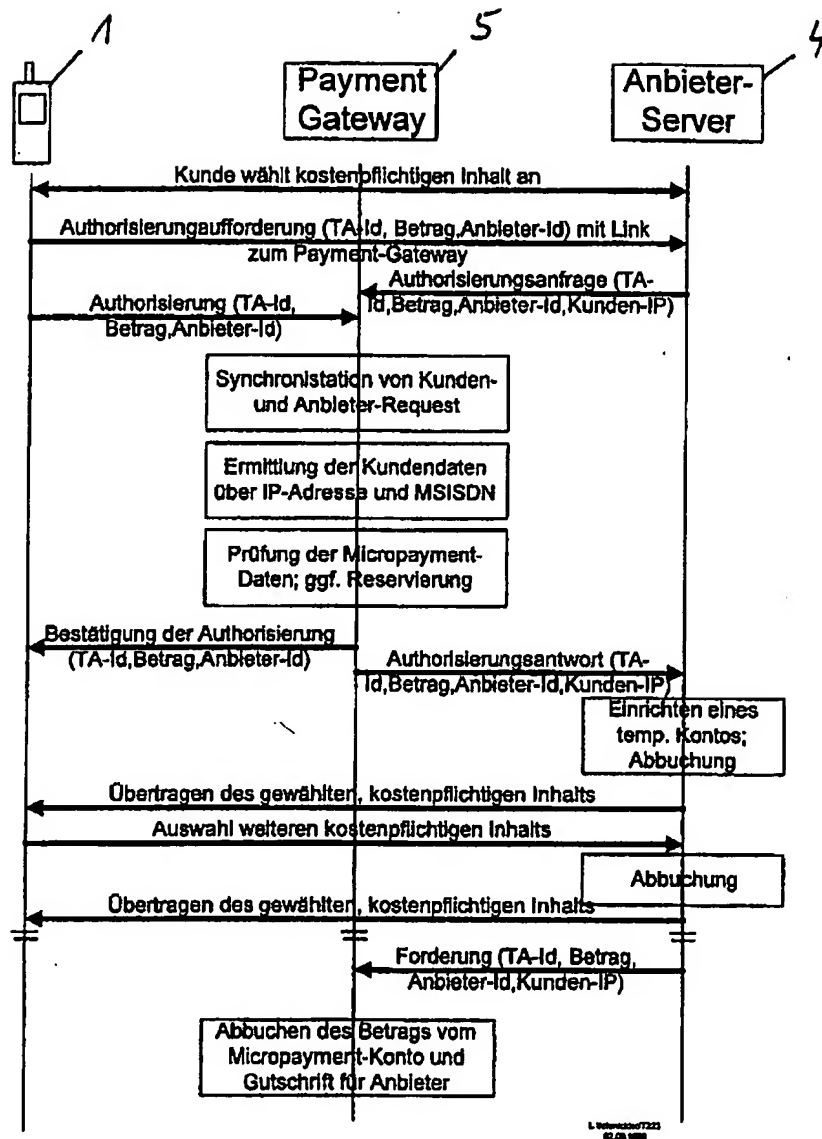 1
5
4
Payment
Gateway
Anbieter-
Server
Kunde wählt kostenpflichtigen Inhalt an
Authorisierungaufforderung (TA-Id, Betrag,Anbieter-Id) mit Link
zum Payment-Gateway
Authorisierungsanfrage (TA-
Id,Betrag,Anbieter-Id,Kunden-IP)
Authorisierung (TA-Id,
Betrag,Anbieter-Id)
Synchronistation von Kunden-
und Anbieter-Request
Ermittlung der Kundendaten
über IP-Adresse und MSISDN
Prüfung der Micropayment-
Daten; ggf. Reservierung
Bestätigung der Authorisierung
(TA-Id,Betrag,Anbieter-Id)
Authorisierungsantwort (TA-
Id,Betrag,Anbieter-Id,Kunden-IP)
Einrichten eines
temp. Kontos;
Abbuchung
Übertragen des gewählten, kostenpflichtigen Inhalts
Auswahl weiteren kostenpflichtigen Inhalts
Abbuchung
Übertragen des gewählten, kostenpflichtigen Inhalts
Forderung (TA-Id, Betrag,
Anbieter-Id,Kunden-IP)
Abbuchen des Betrags vom
Micropayment-Konto und
Gutschrift für Anbieter